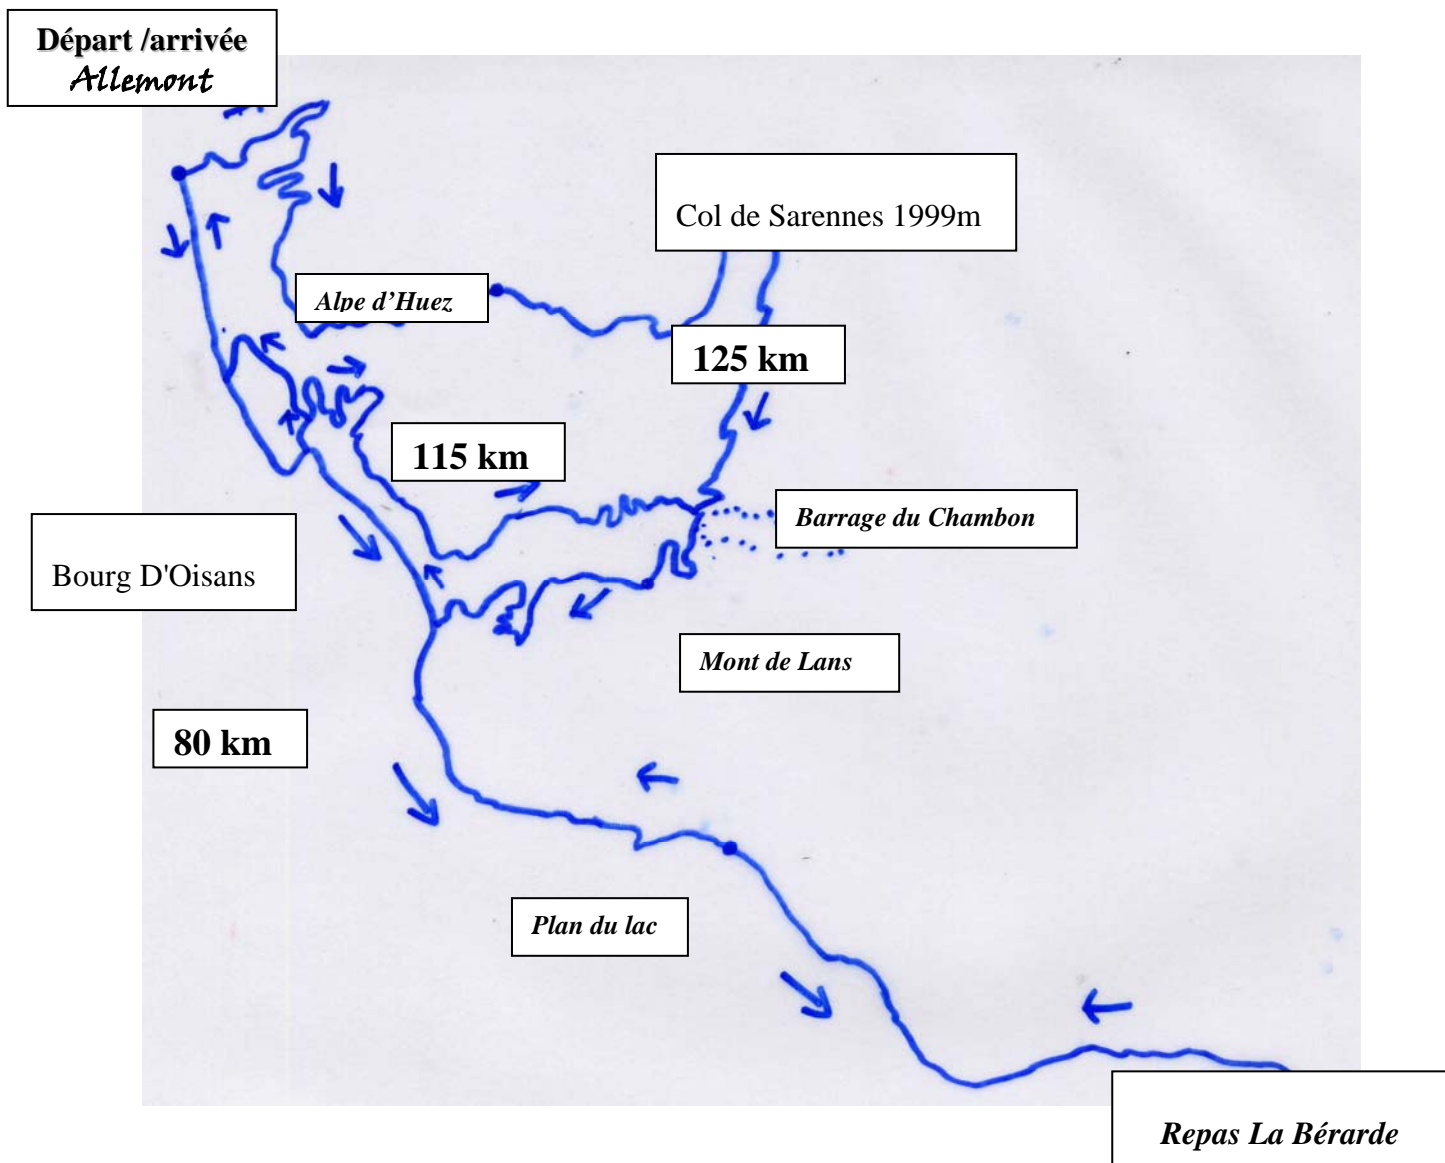 Départ /arrivée
Allemont
Col de Sarennes 1999m
Alpe d'Huez
125 km
115 km
Barrage du Chambon
Bourg D'Oisans
Mont de Lans
80 km
Plan du lac
Repas La Bérarde